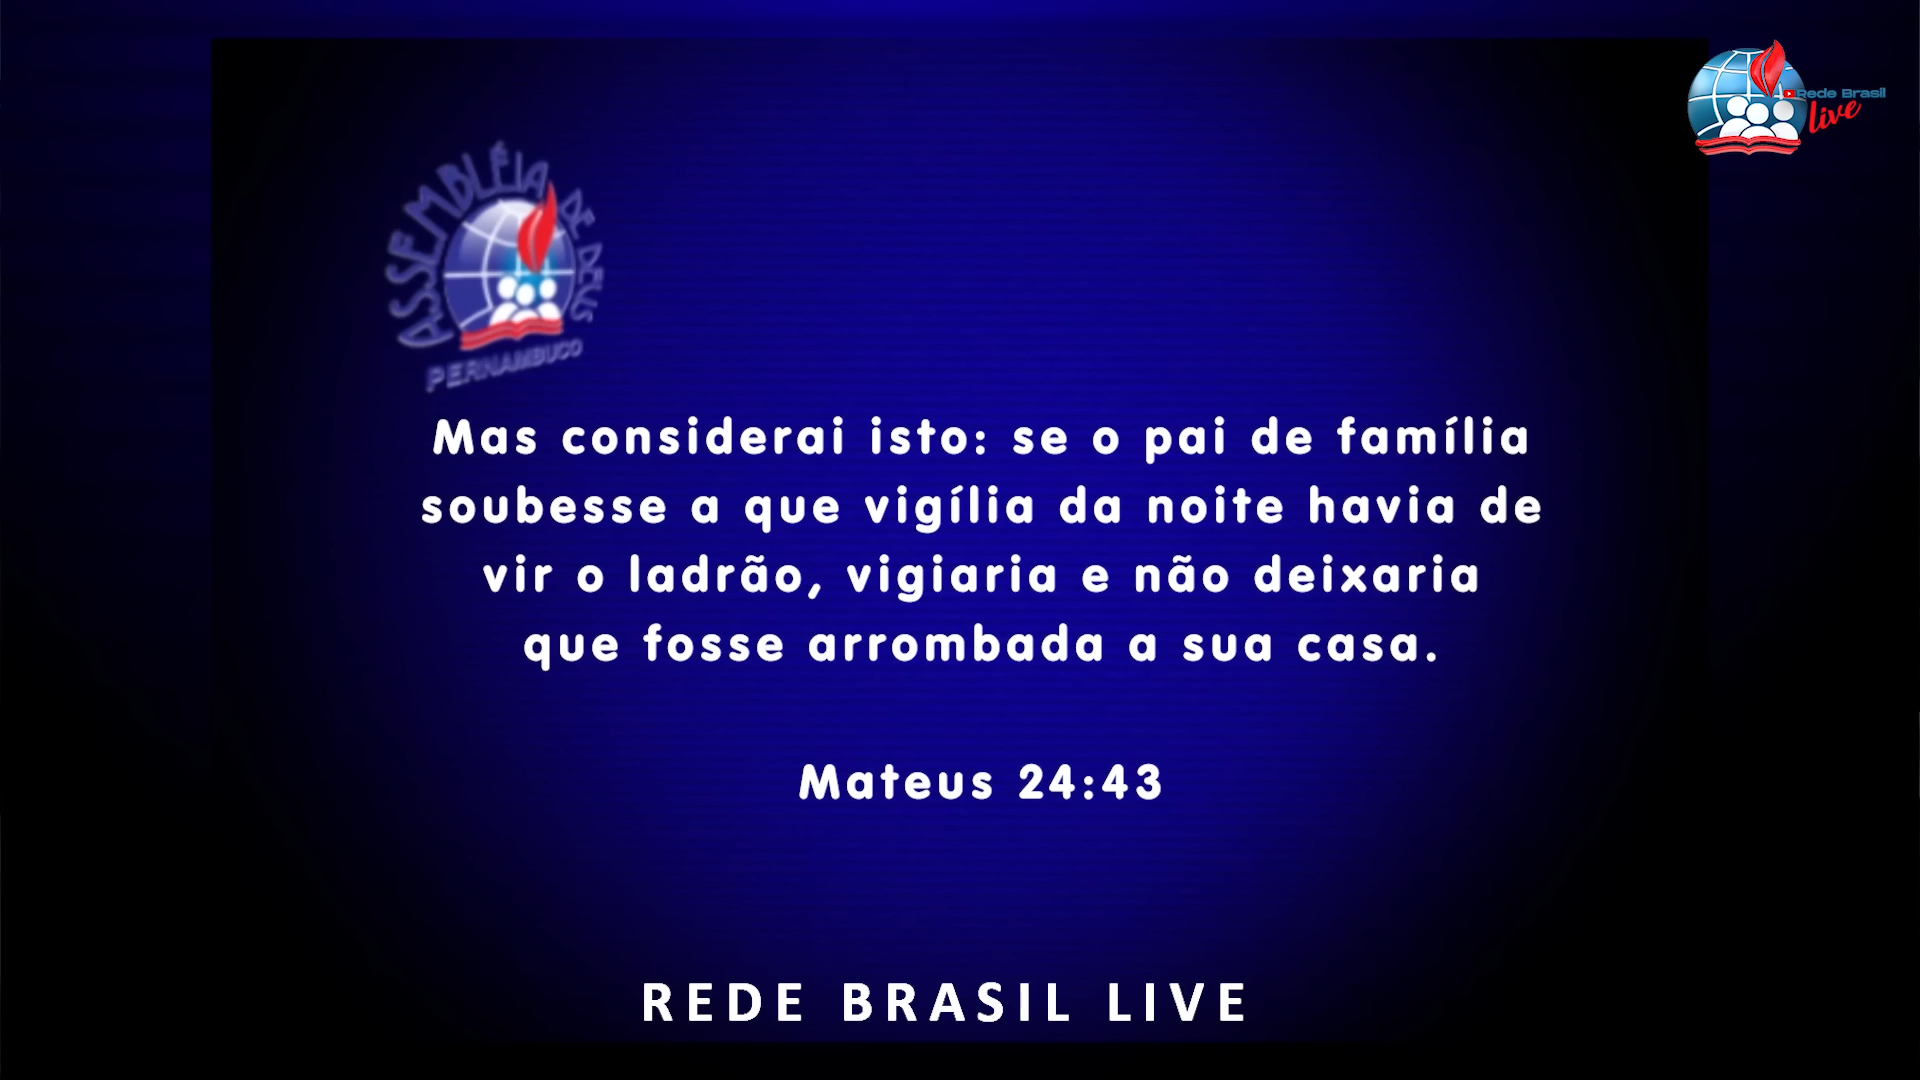 Rede Brasil
live
ASSEMBLÉIA DE DEUS
PERNAMBUCO
Mas considerai isto: se o pai de família
soubesse a que vigília da noite havia de
vir o ladrão, vigiaria e não deixaria
que fosse arrombada a sua casa.
Mateus 24:43
REDE BRASIL LIVE